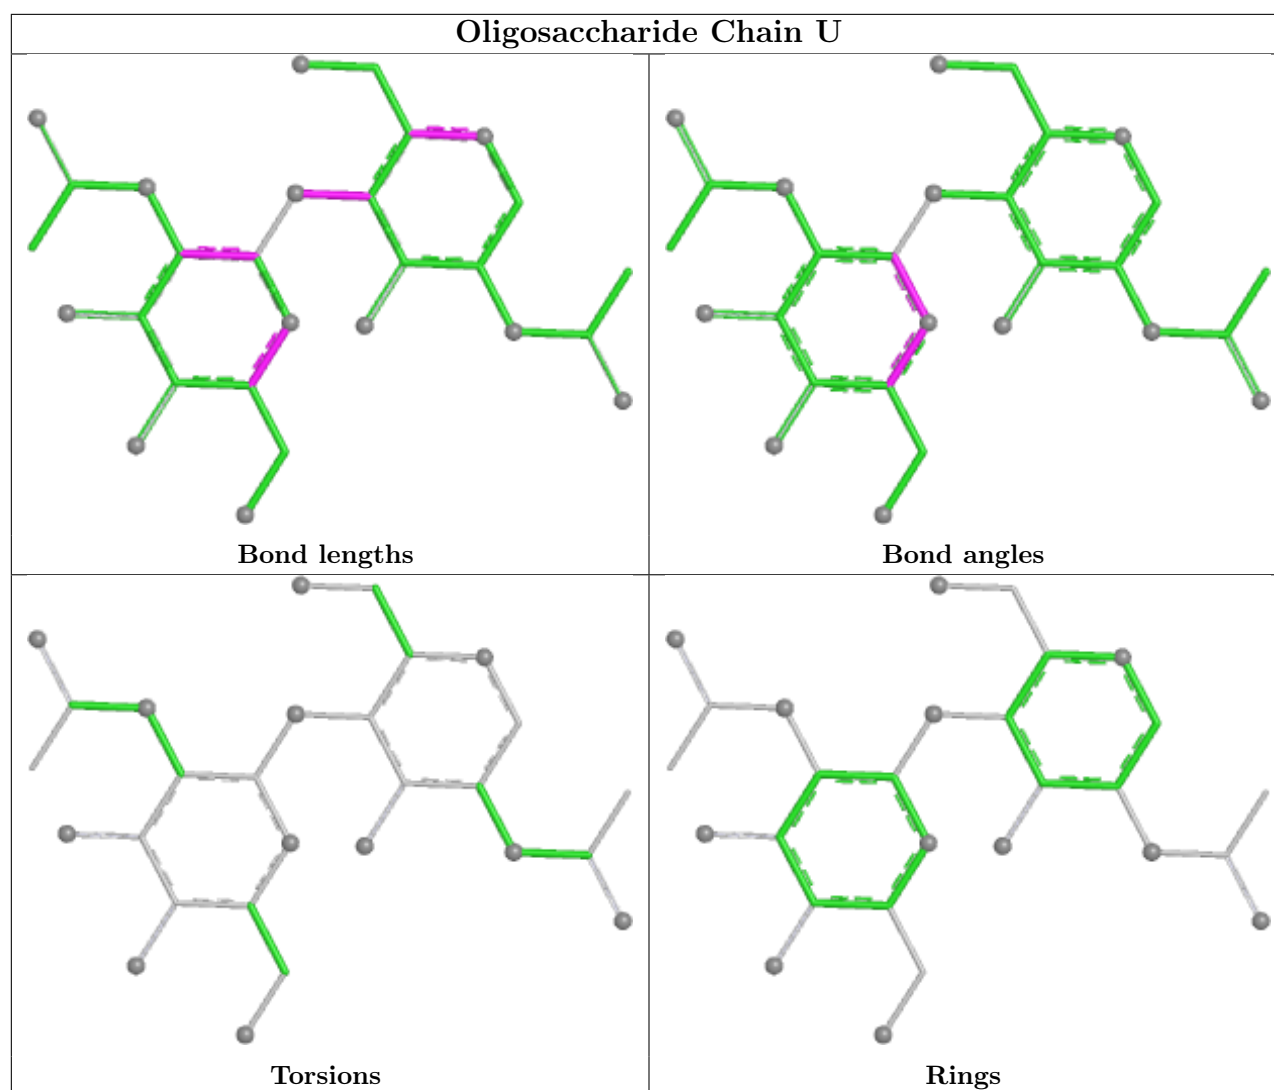 Oligosaccharide Chain U
Bond lengths
Bond angles
Torsions
Rings